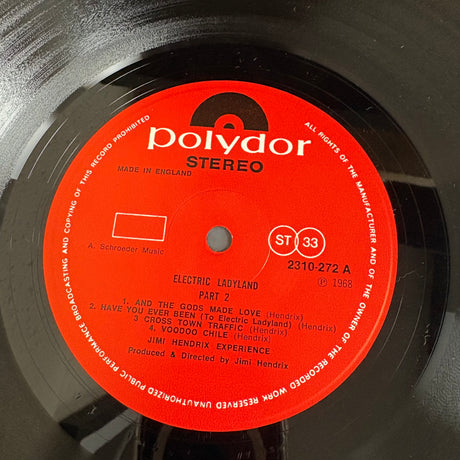 ALL RIGHTS OF THE MANUFACTURER AND OF THE OWNER OF THE RECORDED WORK RESERVED UNAUTHORIZED PUBLIC PERFORMANCE BROADCASTING AND COPYING OF THIS RECORD PROHIBITED
polydor
STEREO
MADE IN ENGLAND
A. Schroeder Music
ST 33
2310-272 A
℗ 1968
ELECTRIC LADYLAND
PART 2
1. AND THE GODS MADE LOVE (Hendrix)
2. HAVE YOU EVER BEEN (To Electric Ladyland) (Hendrix)
3 CROSS TOWN TRAFFIC (Hendrix)
4. VOODOO CHILE (Hendrix)
JIMI HENDRIX EXPERIENCE
Produced & Directed by Jimi Hendrix